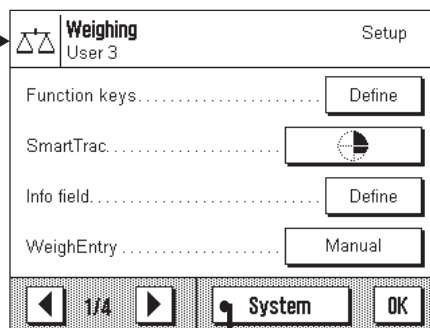 Weighing
User 3
Setup
Function keys........................ Define
SmartTrac.......................
Info field........................ Define
WeighEntry.................... Manual
1/4 System OK